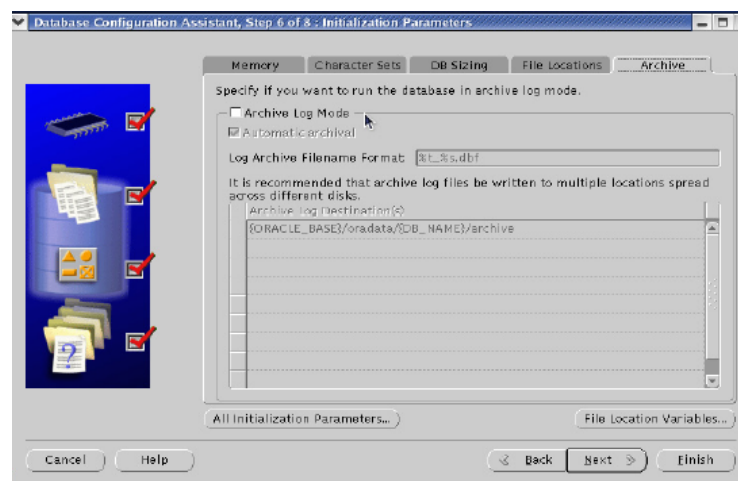 Database Configuration Assistant, Step 6 of 8 : Initialization Parameters
Memory Character Sets DB Sizing File Locations Archive
Specify if you want to run the database in archive log mode.
Archive Log Mode
Automatic archival
Log Archive Filename Format %t_%s.dbf
It is recommended that archive log files be written to multiple locations spread
across different disks.
Archive Log Destination(s)
{ORACLE_BASE}/oradata/{DB_NAME}/archive
?
All Initialization Parameters... File Location Variables...
Cancel Help Back Next Finish